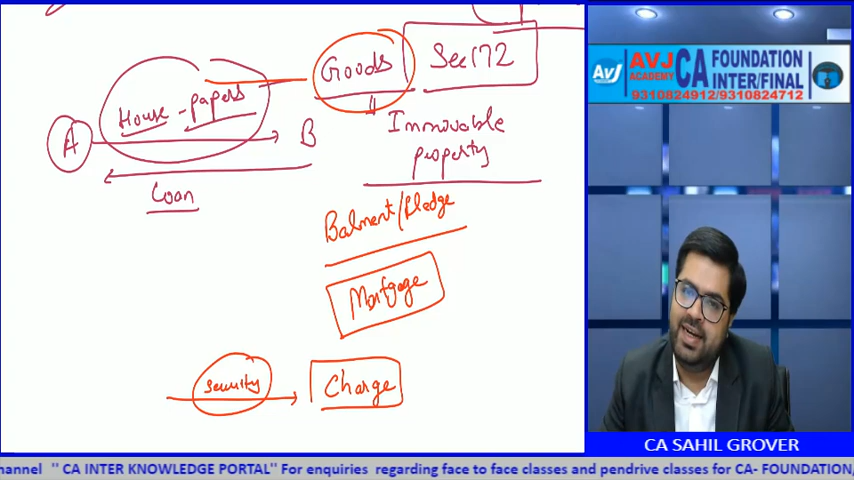 Goods Sec 172
House - papers
A B
Immovable
property
Loan
Bailment/Pledge
Mortgage
Security Charge
AVJ
AVJ
ACADEMY
CA FOUNDATION
INTER/FINAL
9310824912/9310824712
CA SAHIL GROVER
hannel " CA INTER KNOWLEDGE PORTAL" For enquiries regarding face to face classes and pendrive classes for CA- FOUNDATION/